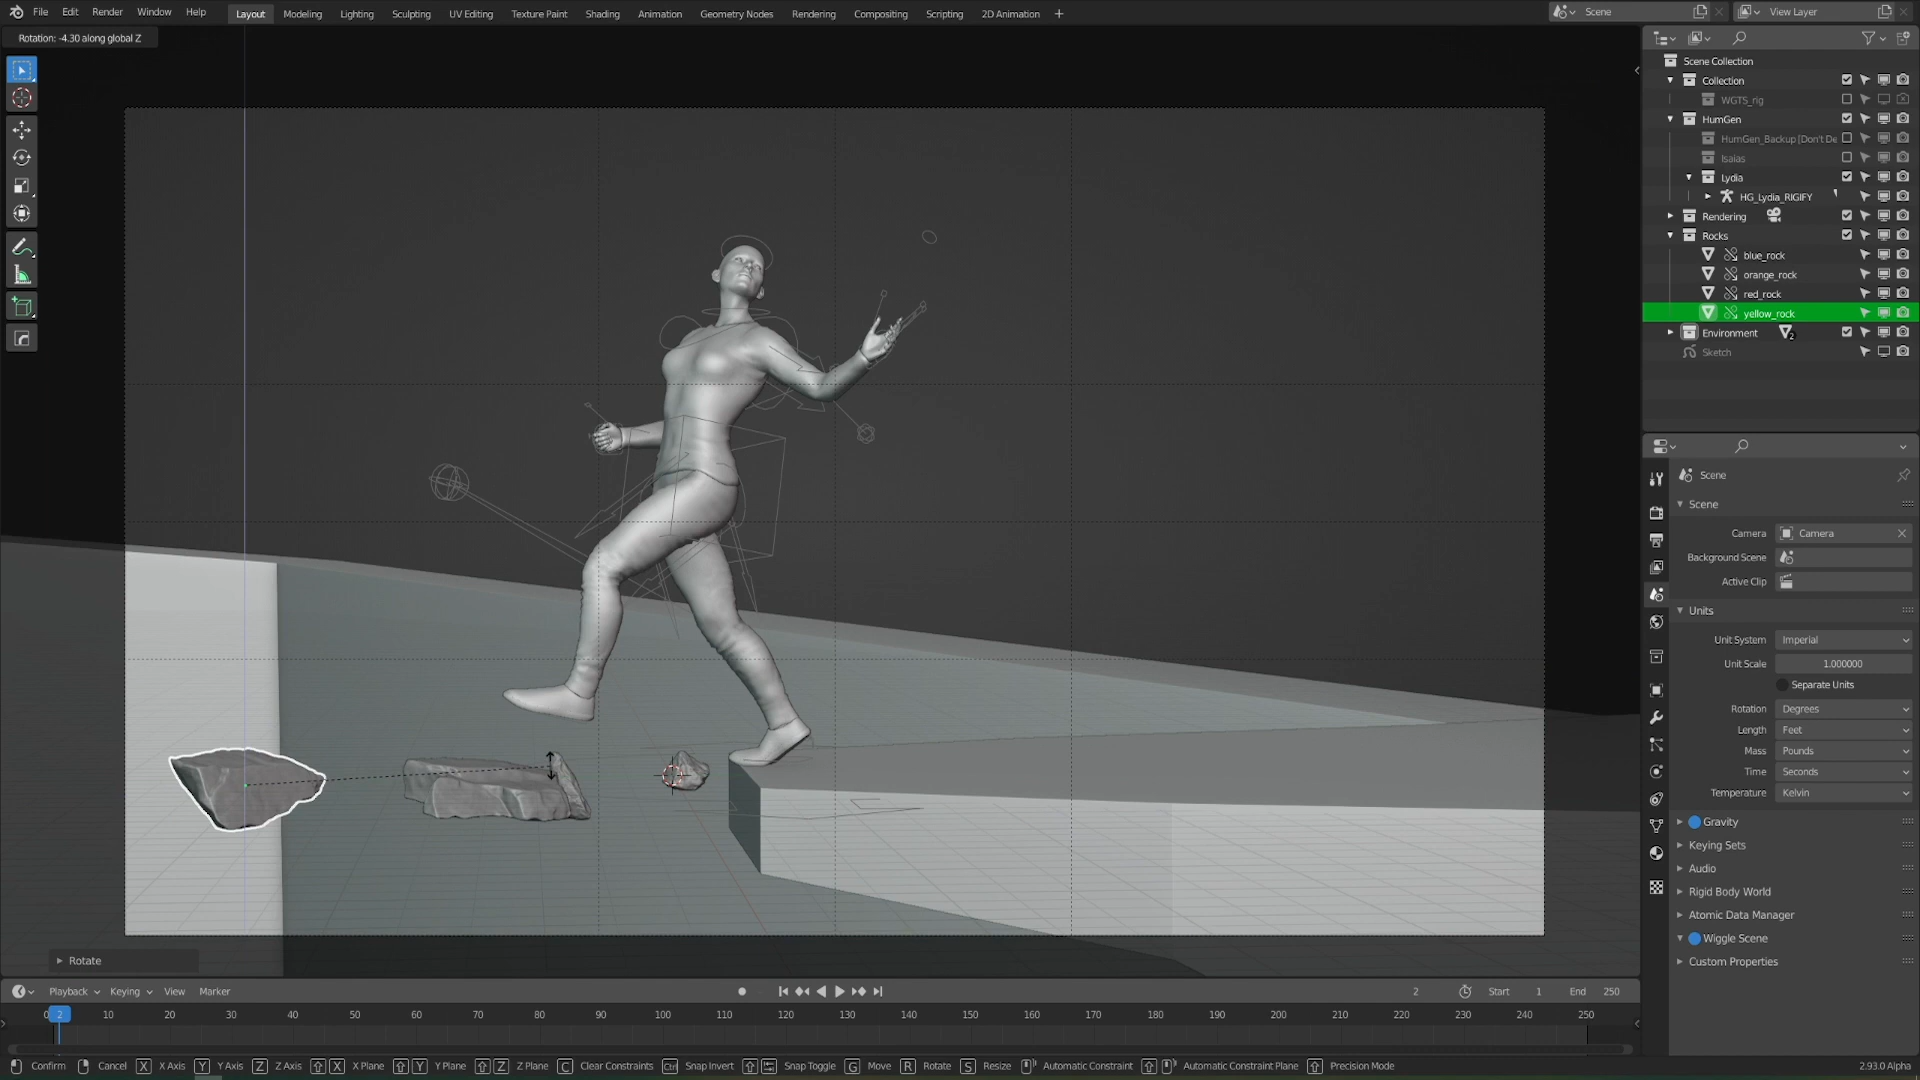 File Edit Render Window Help Layout Modeling Lighting Sculpting UV Editing Texture Paint Shading Animation Geometry Nodes Rendering Compositing Scripting 2D Animation + Scene View Layer
Rotation: -4.30 along global Z
Scene Collection
Collection
WGTS_rig
HumGen
HumGen_Backup [Don't De
Isaias
Lydia
HG_Lydia_RIGIFY
Rendering
Rocks
blue_rock
orange_rock
red_rock
yellow_rock
Environment 2
Sketch
Scene
Scene
Camera Camera
Background Scene
Active Clip
Units
Unit System Imperial
Unit Scale 1.000000
Separate Units
Rotation Degrees
Length Feet
Mass Pounds
Time Seconds
Temperature Kelvin
Gravity
Keying Sets
Audio
Rigid Body World
Atomic Data Manager
Wiggle Scene
Custom Properties
Rotate
Playback Keying View Marker 2 Start 1 End 250
0 2 10 20 30 40 50 60 70 80 90 100 110 120 130 140 150 160 170 180 190 200 210 220 230 240 250
Confirm Cancel X X Axis Y Y Axis Z Z Axis X X Plane Y Y Plane Z Z Plane C Clear Constraints Ctrl Snap Invert Snap Toggle G Move R Rotate S Resize Automatic Constraint Automatic Constraint Plane Precision Mode 2.93.0 Alpha